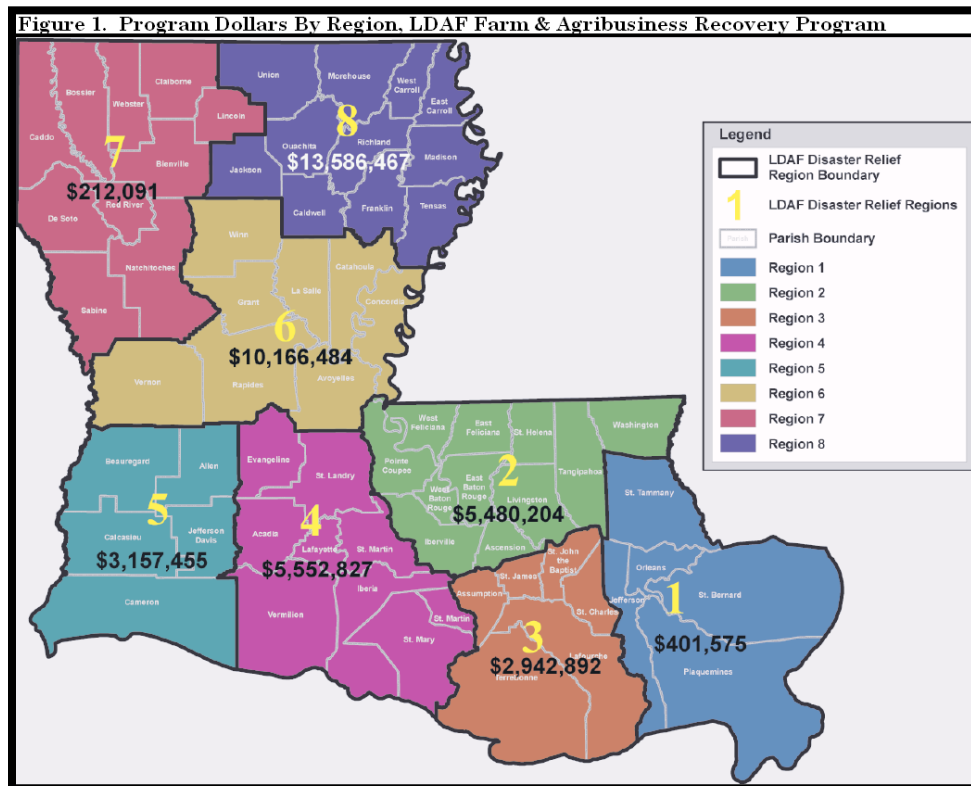 Figure 1. Program Dollars By Region, LDAF Farm & Agribusiness Recovery Program
Union
Morehouse
West
Carroll
East
Carroll
Claiborne
Bossier
Webster
Lincoln
Caddo
7
8
Ouachita
Richland
$13,586,467
Madison
Bienville
Jackson
$212,091
Red River
De Soto
Caldwell
Franklin
Tensas
Winn
Natchitoches
Catahoula
La Salle
Grant
Concordia
Sabine
6
$10,166,484
Vernon
Rapides
Avoyelles
West
Feliciana
East
Feliciana
St. Helena
Washington
Pointe
Coupee
Tangipahoa
2
West
Baton
Rouge
East
Baton
Rouge
Livingston
$5,480,204
Iberville
Ascension
Beauregard
Allen
Evangeline
St. Landry
5
4
Calcasieu
Jefferson
Davis
Acadia
Lafayette
St. Martin
$3,157,455
$5,552,827
Cameron
Vermilion
Iberia
St. Martin
St. Mary
St. Tammany
St. John
the
Baptist
St. James
Assumption
St. Charles
3
Lafourche
$2,942,892
Terrebonne
Orleans
Jefferson
St. Bernard
1
$401,575
Plaquemines
Legend
LDAF Disaster Relief
Region Boundary
1 LDAF Disaster Relief Regions
Parish Parish Boundary
Region 1
Region 2
Region 3
Region 4
Region 5
Region 6
Region 7
Region 8